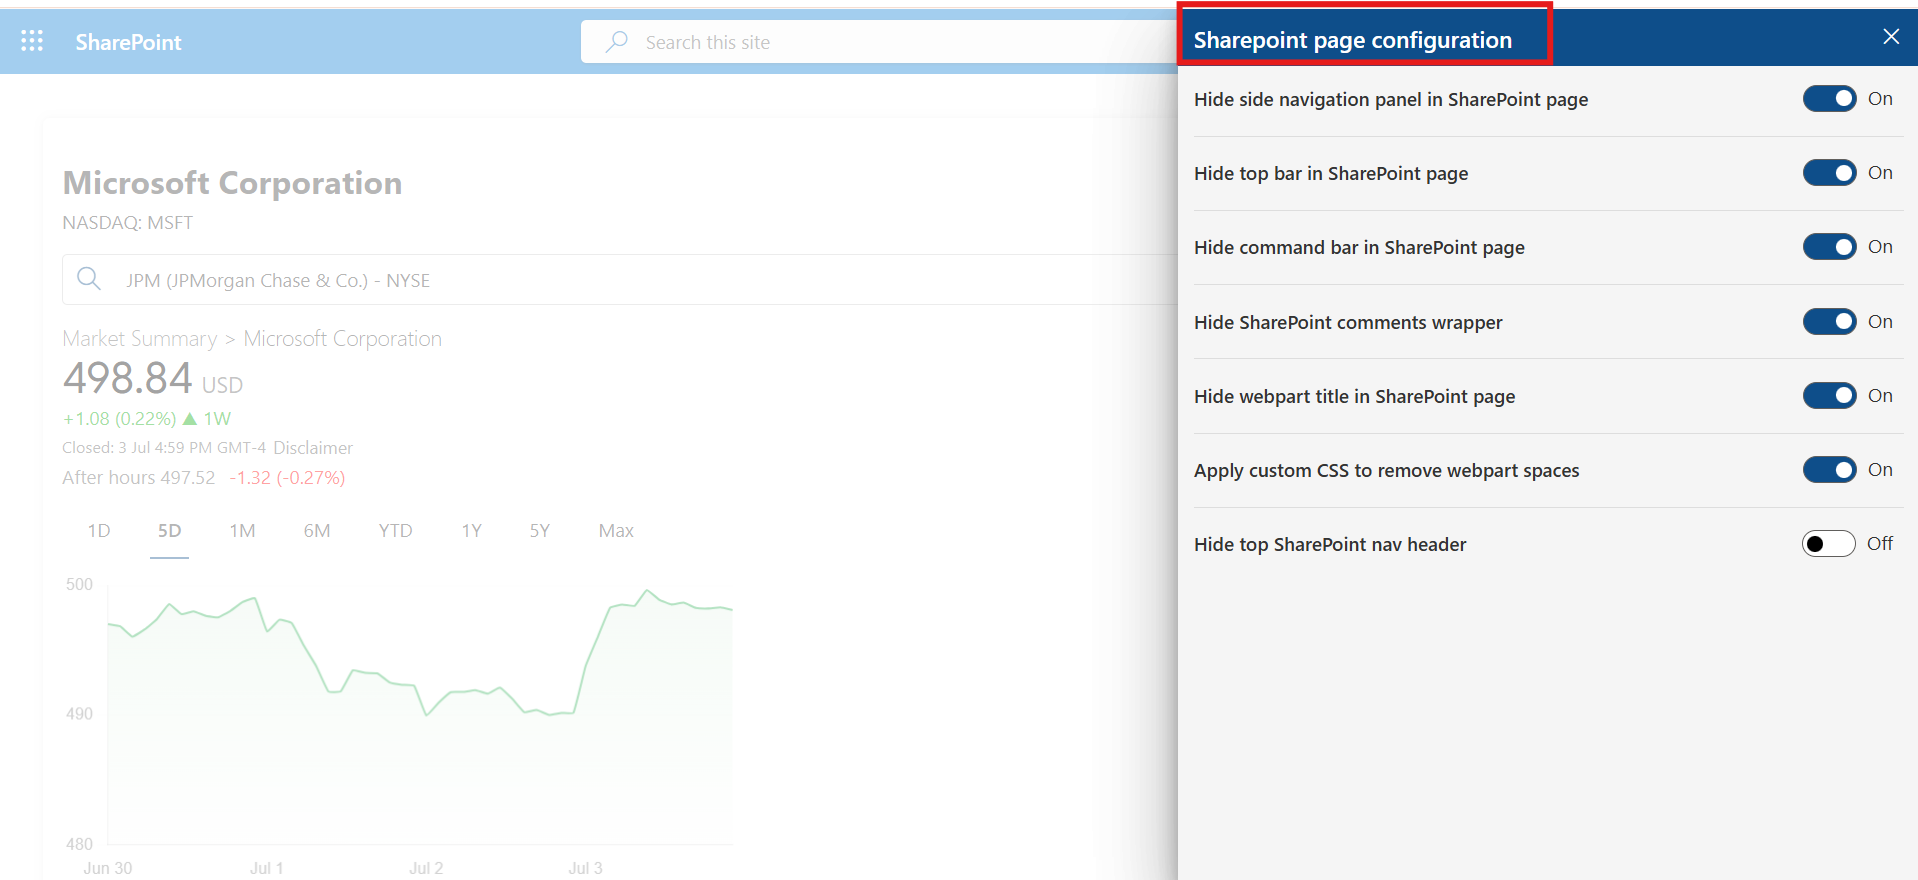 SharePoint
Search this site
Sharepoint page configuration
Microsoft Corporation
NASDAQ: MSFT
JPM (JPMorgan Chase & Co.) - NYSE
Market Summary > Microsoft Corporation
498.84 USD
+1.08 (0.22%) ▲ 1W
Closed: 3 Jul 4:59 PM GMT-4 Disclaimer
After hours 497.52 -1.32 (-0.27%)
1D 5D 1M 6M YTD 1Y 5Y Max
500
490
480
Jun 30 Jul 1 Jul 2 Jul 3
Hide side navigation panel in SharePoint page On
Hide top bar in SharePoint page On
Hide command bar in SharePoint page On
Hide SharePoint comments wrapper On
Hide webpart title in SharePoint page On
Apply custom CSS to remove webpart spaces On
Hide top SharePoint nav header Off